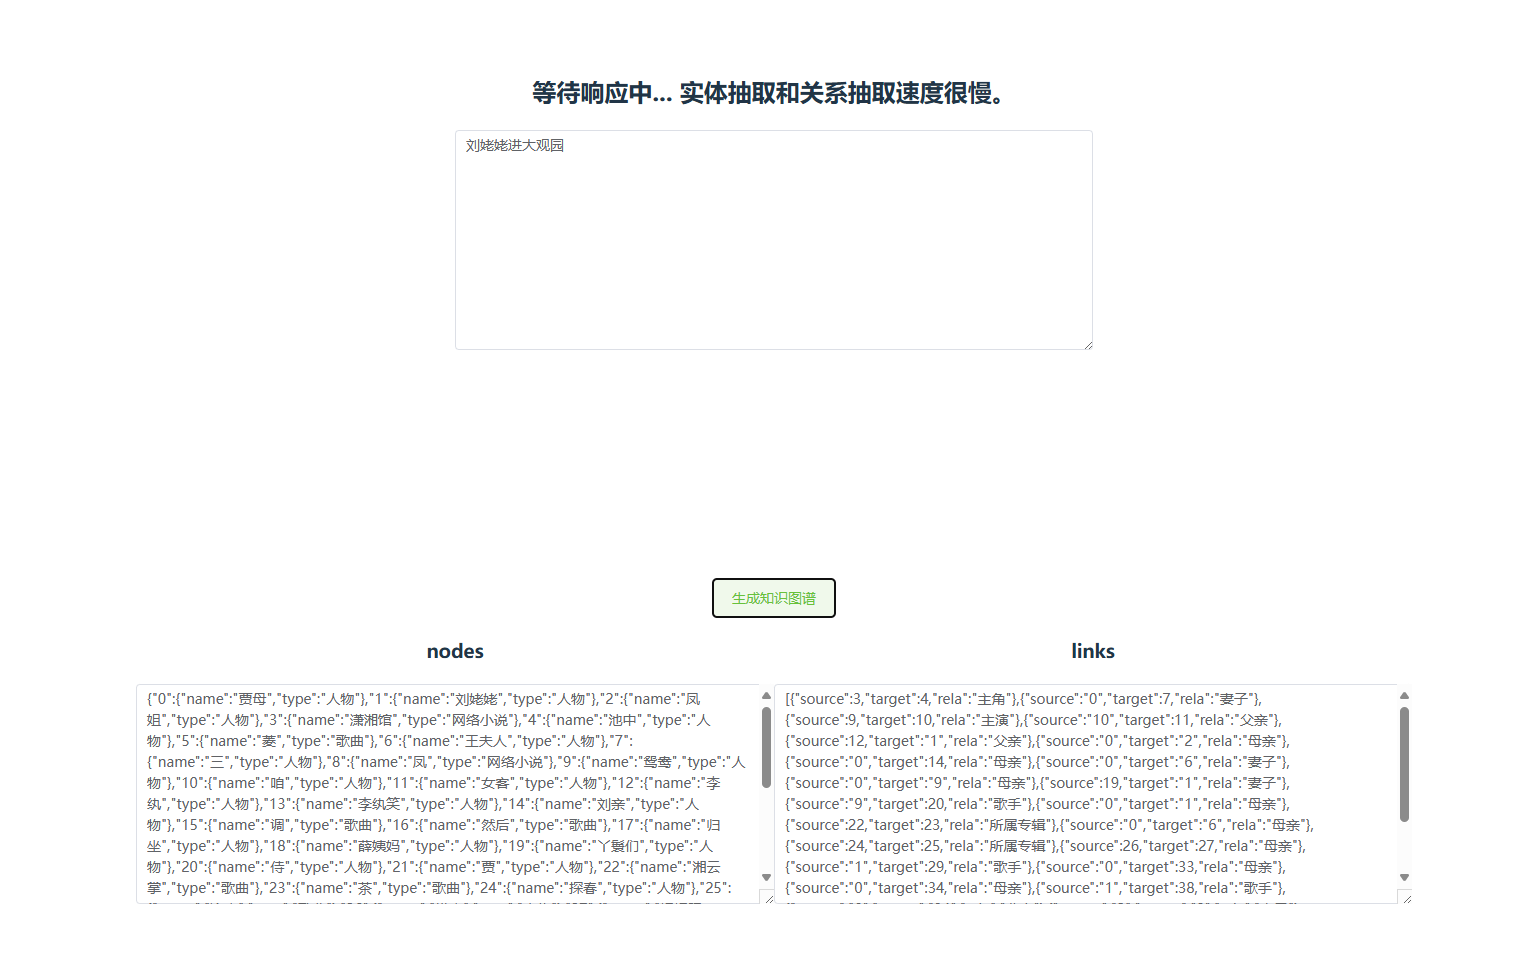 等待响应中... 实体抽取和关系抽取速度很慢。
刘姥姥进大观园
生成知识图谱
nodes
{"0":{"name":"贾母","type":"人物"},"1":{"name":"刘姥姥","type":"人物"},"2":{"name":"凤
姐","type":"人物"},"3":{"name":"潇湘馆","type":"网络小说"},"4":{"name":"池中","type":"人
物"},"5":{"name":"菱","type":"歌曲"},"6":{"name":"王夫人","type":"人物"},"7":
{"name":"三","type":"人物"},"8":{"name":"凤","type":"网络小说"},"9":{"name":"鸳鸯","type":"人
物"},"10":{"name":"咱","type":"人物"},"11":{"name":"女客","type":"人物"},"12":{"name":"李
纨","type":"人物"},"13":{"name":"李纨笑","type":"人物"},"14":{"name":"刘亲","type":"人
物"},"15":{"name":"调","type":"歌曲"},"16":{"name":"然后","type":"歌曲"},"17":{"name":"归
坐","type":"人物"},"18":{"name":"薛姨妈","type":"人物"},"19":{"name":"丫鬟们","type":"人
物"},"20":{"name":"侍","type":"人物"},"21":{"name":"贾","type":"人物"},"22":{"name":"湘云
掌","type":"歌曲"},"23":{"name":"茶","type":"歌曲"},"24":{"name":"探春","type":"人物"},"25":
links
[{"source":3,"target":4,"rela":"主角"},{"source":"0","target":7,"rela":"妻子"},
{"source":9,"target":10,"rela":"主演"},{"source":"10","target":11,"rela":"父亲"},
{"source":12,"target":"1","rela":"父亲"},{"source":"0","target":"2","rela":"母亲"},
{"source":"0","target":14,"rela":"母亲"},{"source":"0","target":"6","rela":"妻子"},
{"source":"0","target":"9","rela":"母亲"},{"source":19,"target":"1","rela":"妻子"},
{"source":"9","target":20,"rela":"歌手"},{"source":"0","target":"1","rela":"母亲"},
{"source":22,"target":23,"rela":"所属专辑"},{"source":"0","target":"6","rela":"母亲"},
{"source":24,"target":25,"rela":"所属专辑"},{"source":26,"target":27,"rela":"母亲"},
{"source":"1","target":29,"rela":"歌手"},{"source":"0","target":33,"rela":"母亲"},
{"source":"0","target":34,"rela":"母亲"},{"source":"1","target":38,"rela":"歌手"},